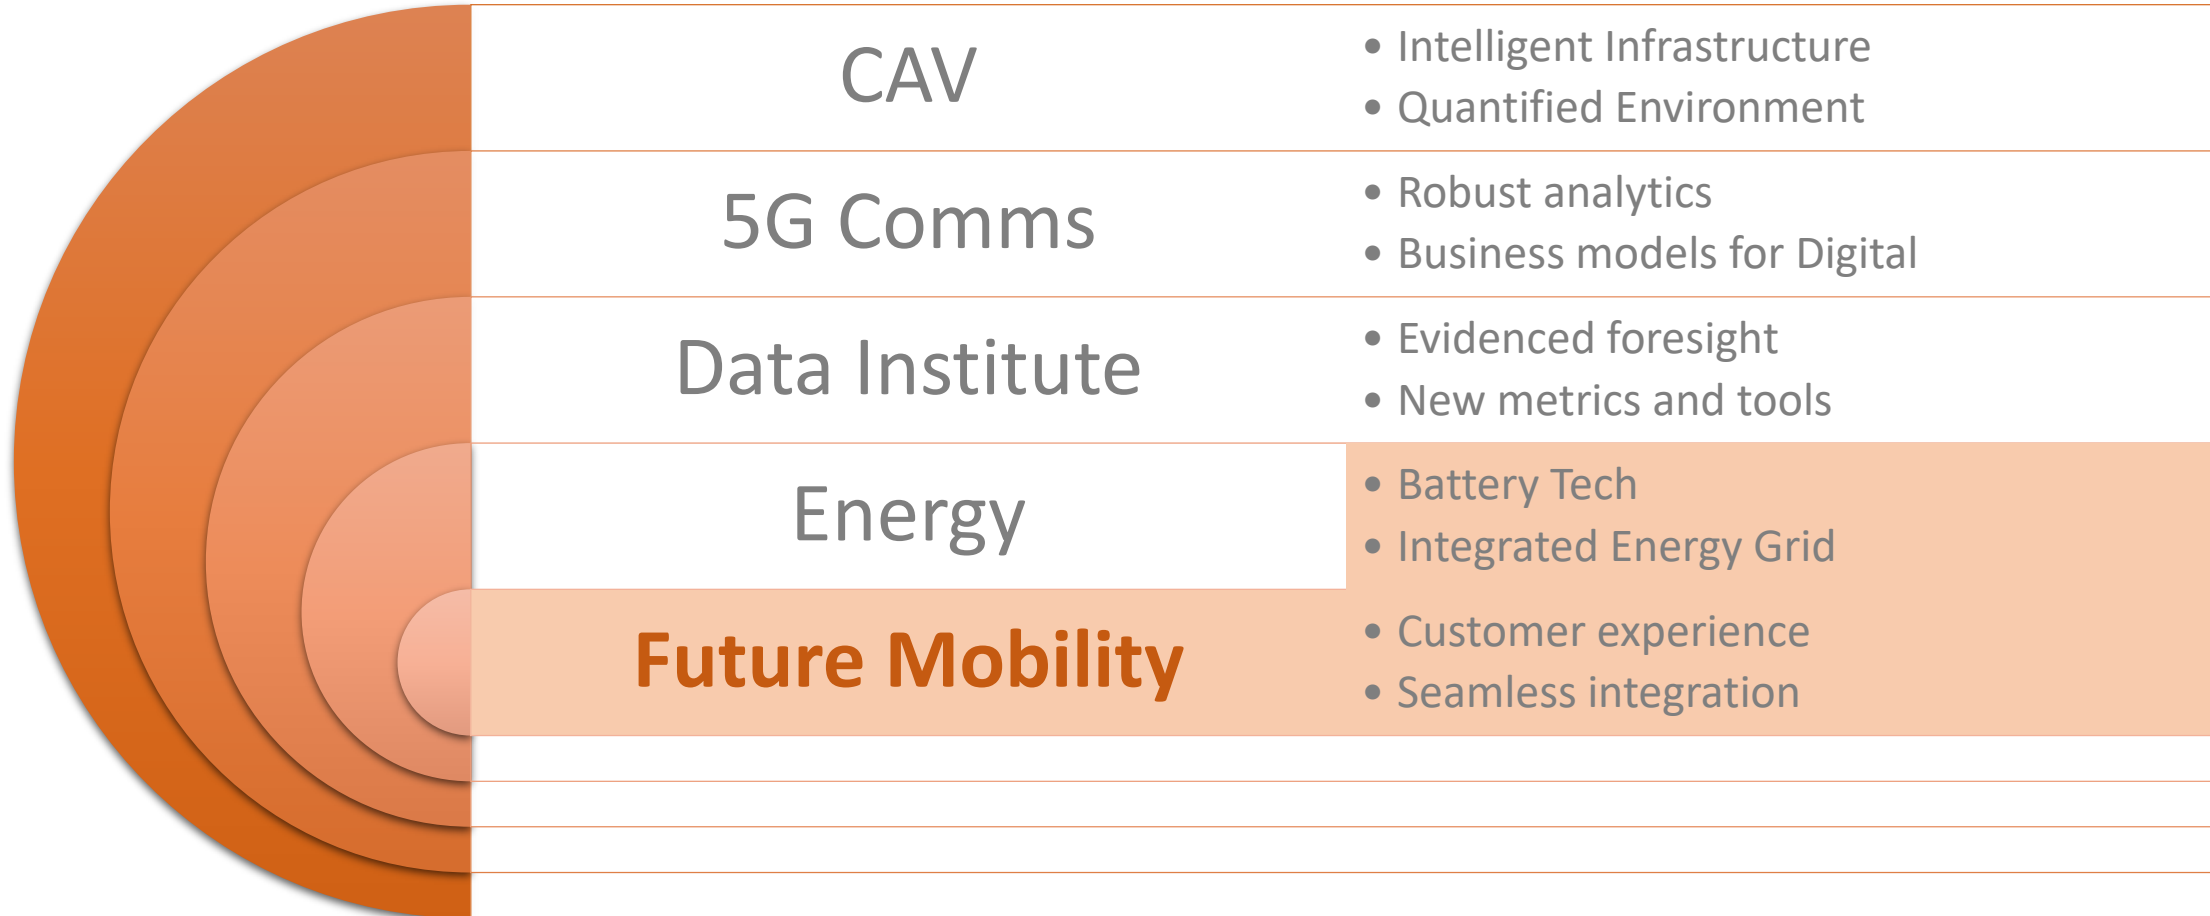 CAV
• Intelligent Infrastructure
• Quantified Environment
5G Comms
• Robust analytics
• Business models for Digital
Data Institute
• Evidenced foresight
• New metrics and tools
Energy
• Battery Tech
• Integrated Energy Grid
Future Mobility
• Customer experience
• Seamless integration